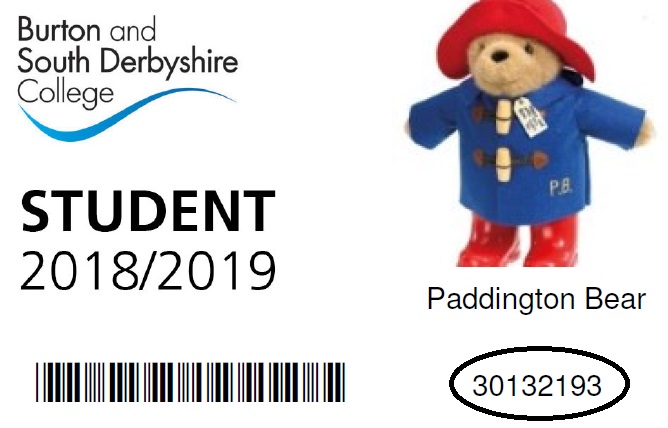 Burton and
South Derbyshire
College
STUDENT
2018/2019
P.B.
Paddington Bear
30132193